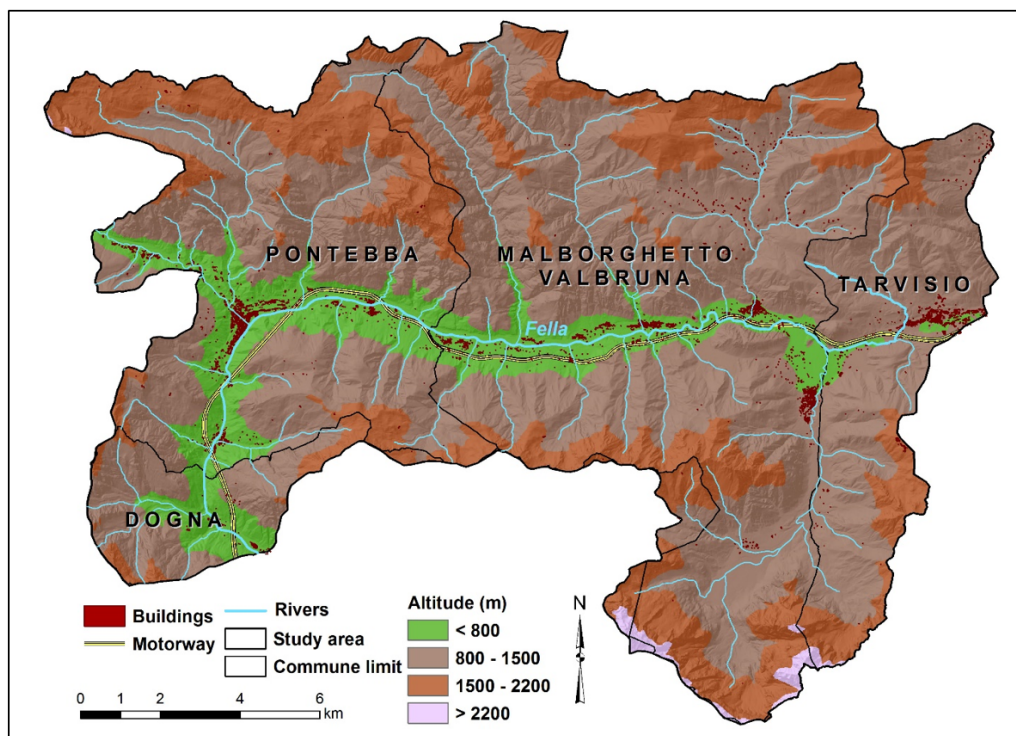 PONTEBBA
MALBORGHETTO
VALBRUNA
TARVISIO
Fella
DOGNA
Buildings
Motorway
Rivers
Study area
Commune limit
Altitude (m)
< 800
800 - 1500
1500 - 2200
> 2200
N
0 1 2 4 6
km